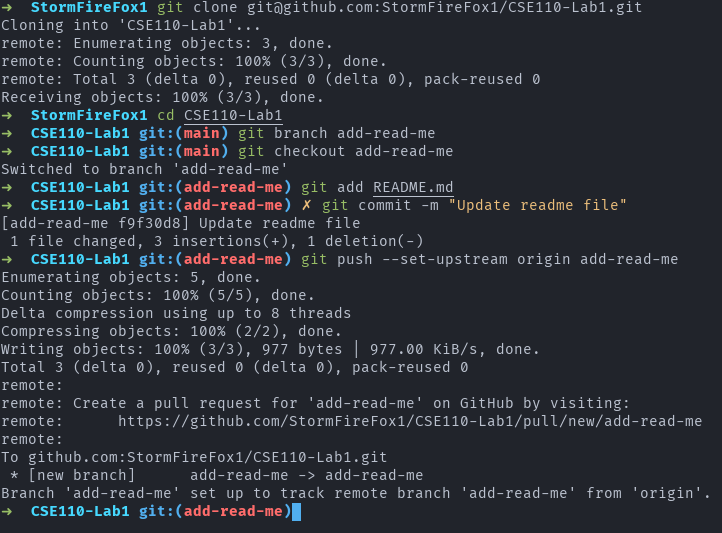 ➜  StormFireFox1 git clone git@github.com:StormFireFox1/CSE110-Lab1.git
Cloning into 'CSE110-Lab1'...
remote: Enumerating objects: 3, done.
remote: Counting objects: 100% (3/3), done.
remote: Total 3 (delta 0), reused 0 (delta 0), pack-reused 0
Receiving objects: 100% (3/3), done.
➜  StormFireFox1 cd CSE110-Lab1
➜  CSE110-Lab1 git:(main) git branch add-read-me
➜  CSE110-Lab1 git:(main) git checkout add-read-me
Switched to branch 'add-read-me'
➜  CSE110-Lab1 git:(add-read-me) git add README.md
➜  CSE110-Lab1 git:(add-read-me) ✗ git commit -m "Update readme file"
[add-read-me f9f30d8] Update readme file
 1 file changed, 3 insertions(+), 1 deletion(-)
➜  CSE110-Lab1 git:(add-read-me) git push --set-upstream origin add-read-me
Enumerating objects: 5, done.
Counting objects: 100% (5/5), done.
Delta compression using up to 8 threads
Compressing objects: 100% (2/2), done.
Writing objects: 100% (3/3), 977 bytes | 977.00 KiB/s, done.
Total 3 (delta 0), reused 0 (delta 0), pack-reused 0
remote:
remote: Create a pull request for 'add-read-me' on GitHub by visiting:
remote:      https://github.com/StormFireFox1/CSE110-Lab1/pull/new/add-read-me
remote:
To github.com:StormFireFox1/CSE110-Lab1.git
 * [new branch]      add-read-me -> add-read-me
Branch 'add-read-me' set up to track remote branch 'add-read-me' from 'origin'.
➜  CSE110-Lab1 git:(add-read-me)